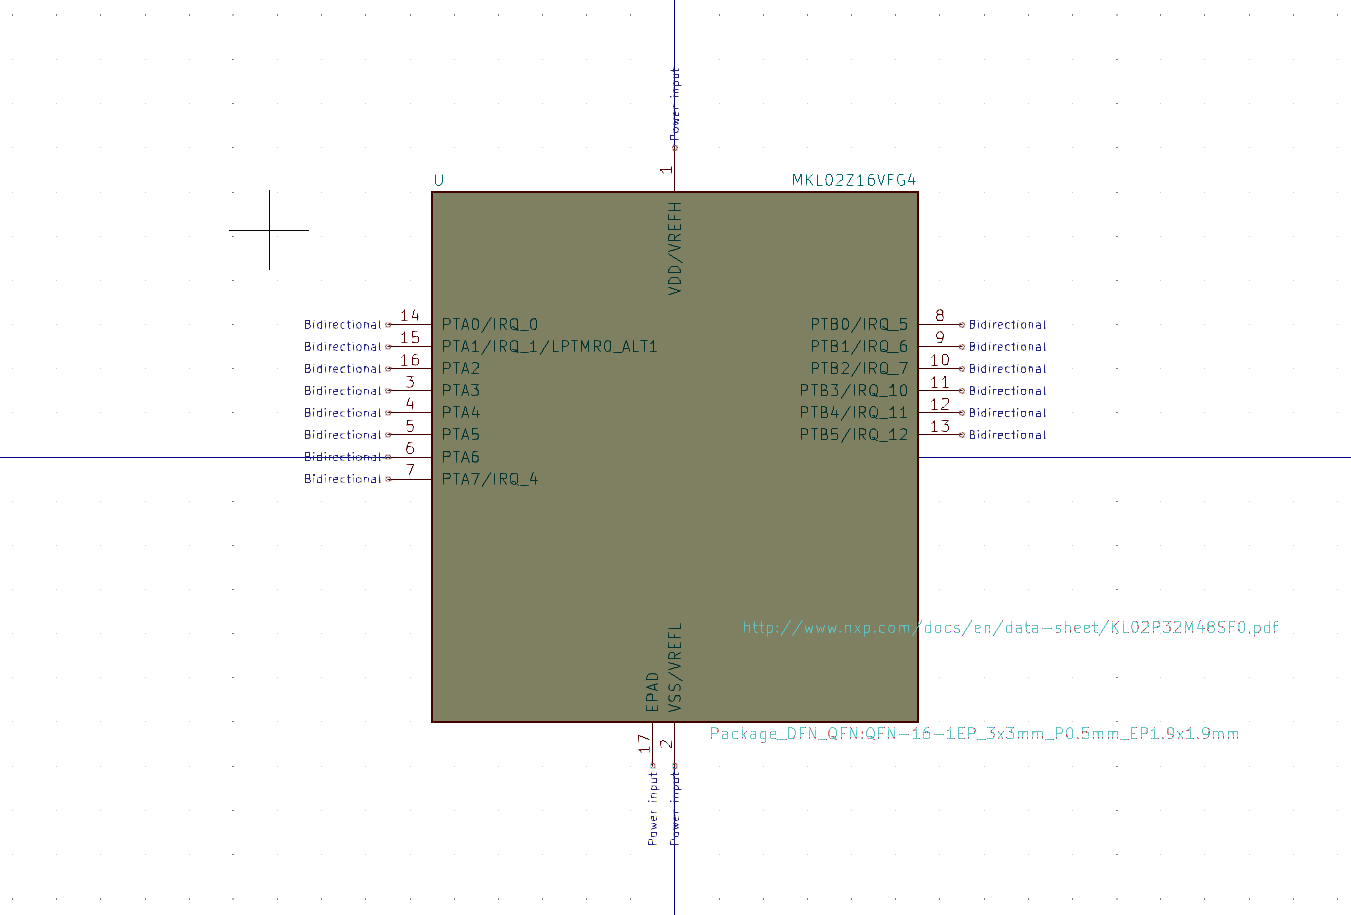 Power input
1
U
MKL02Z16VFG4
VDD/VREFH
Bidirectional 14 PTA0/IRQ_0 PTB0/IRQ_5 8 Bidirectional
Bidirectional 15 PTA1/IRQ_1/LPTMR0_ALT1 PTB1/IRQ_6 9 Bidirectional
Bidirectional 16 PTA2 PTB2/IRQ_7 10 Bidirectional
Bidirectional 3 PTA3 PTB3/IRQ_10 11 Bidirectional
Bidirectional 4 PTA4 PTB4/IRQ_11 12 Bidirectional
Bidirectional 5 PTA5 PTB5/IRQ_12 13 Bidirectional
Bidirectional 6 PTA6
Bidirectional 7 PTA7/IRQ_4
http://www.nxp.com/docs/en/data-sheet/KL02P32M48SF0.pdf
EPAD
VSS/VREFL
Package_DFN_QFN:QFN-16-1EP_3x3mm_P0.5mm_EP1.9x1.9mm
17
2
Power input
Power input